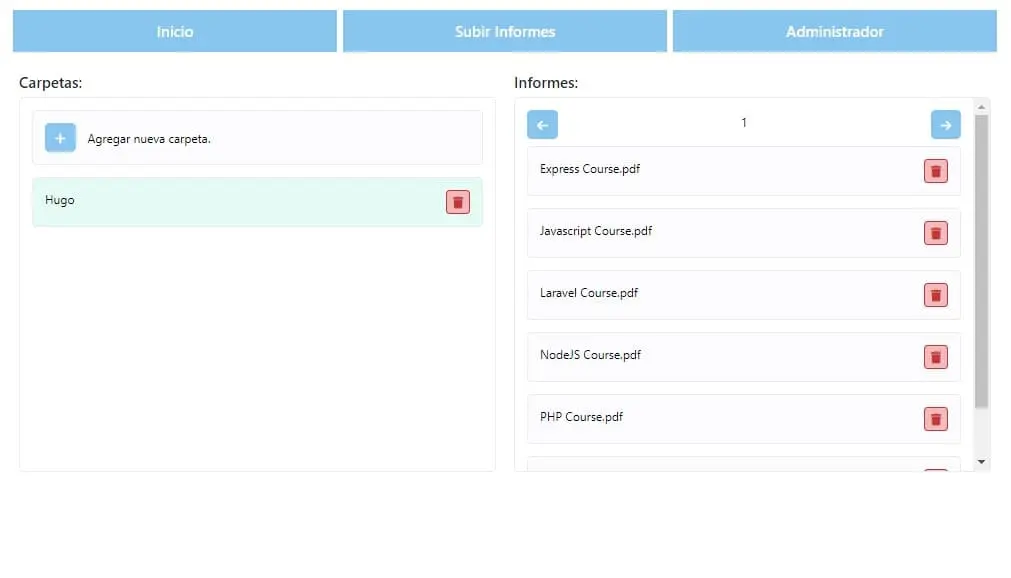 Inicio
Subir Informes
Administrador
Carpetas:
Agregar nueva carpeta.
Hugo
Informes:
1
Express Course.pdf
Javascript Course.pdf
Laravel Course.pdf
NodeJS Course.pdf
PHP Course.pdf